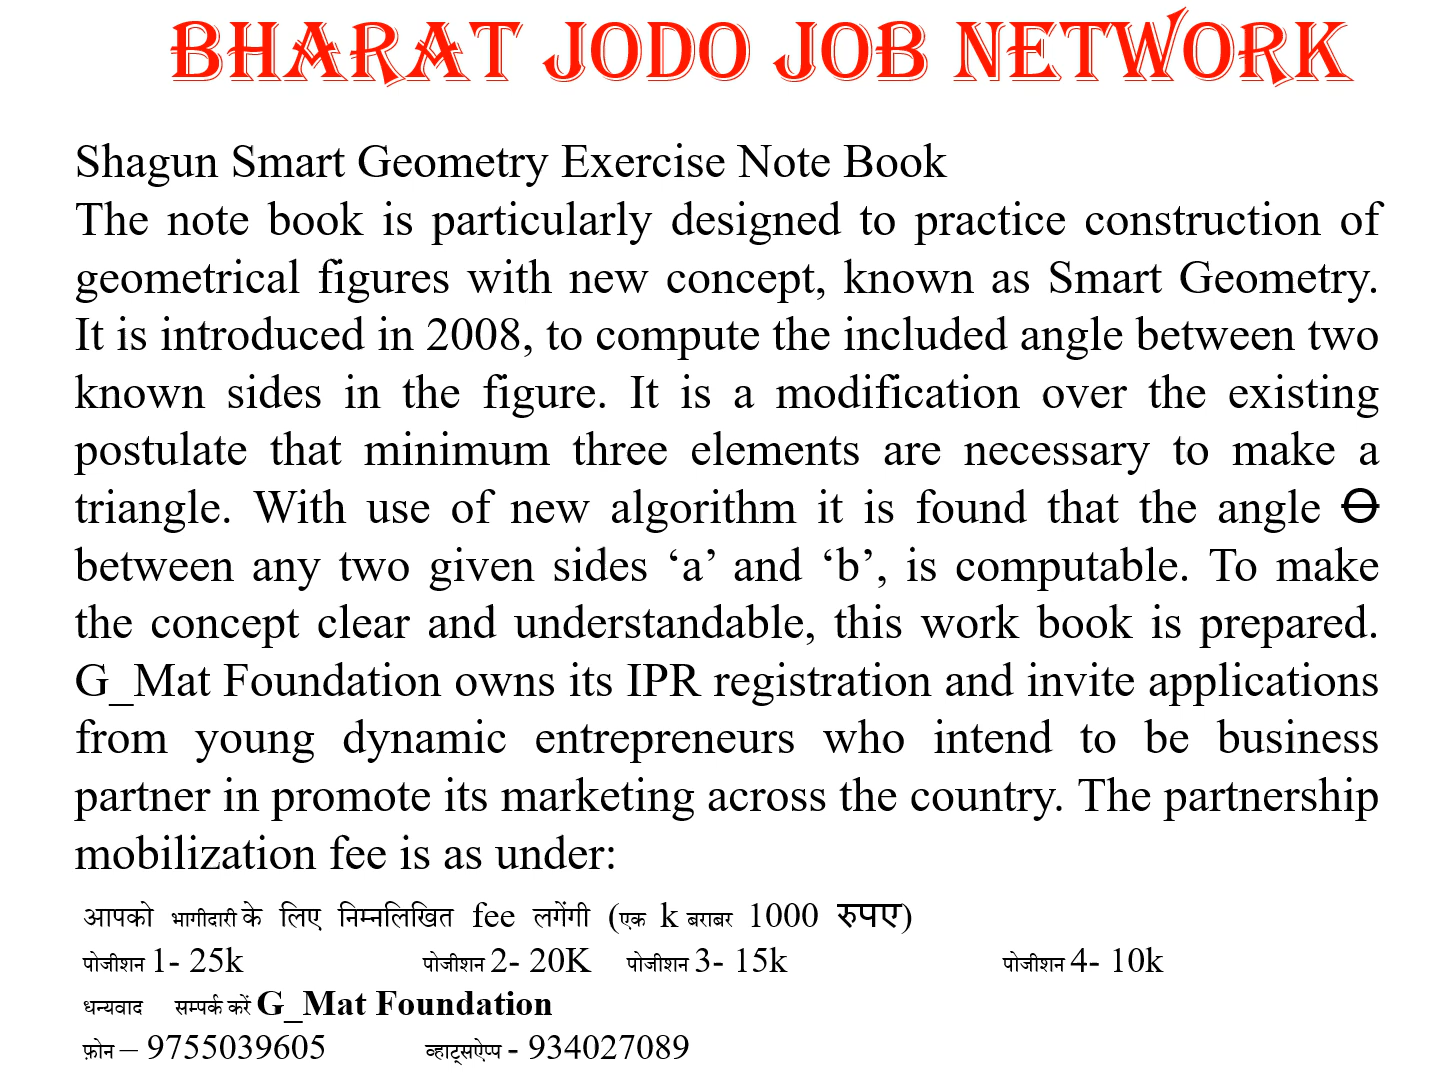 BHARAT JODO JOB NETWORK
Shagun Smart Geometry Exercise Note Book
The note book is particularly designed to practice construction of
geometrical figures with new concept, known as Smart Geometry.
It is introduced in 2008, to compute the included angle between two
known sides in the figure. It is a modification over the existing
postulate that minimum three elements are necessary to make a
triangle. With use of new algorithm it is found that the angle Ɵ
between any two given sides ‘a’ and ‘b’, is computable. To make
the concept clear and understandable, this work book is prepared.
G_Mat Foundation owns its IPR registration and invite applications
from young dynamic entrepreneurs who intend to be business
partner in promote its marketing across the country. The partnership
mobilization fee is as under:
आपको भागीदारी के लिए निम्नलिखित fee लगेंगी (एक k बराबर 1000 रुपए)
पोजीशन 1- 25k पोजीशन 2- 20K पोजीशन 3- 15k पोजीशन 4- 10k
धन्यवाद सम्पर्क करें G_Mat Foundation
फ़ोन – 9755039605 व्हाट्सऐप्प - 934027089